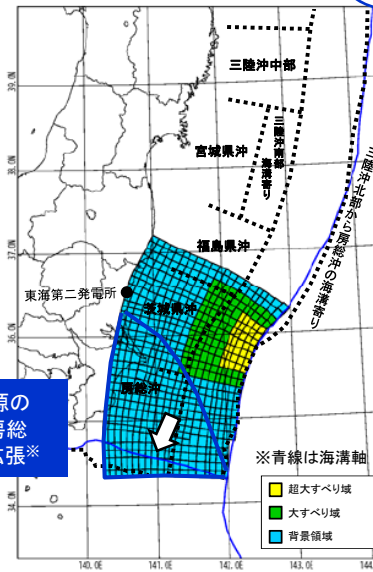 三陸沖中部
39.0N
三陸沖南部
海溝寄り
宮城県沖
38.0N
三陸沖北部から房総沖の海溝寄り
福島県沖
37.0N
東海第二発電所
茨城県沖
36.0N
房総沖
源の
房総
拡張※
※青線は海溝軸
超大すべり域
大すべり域
背景領域
34.0N
140.0E
141.0E
142.0E
143.0E
144.0